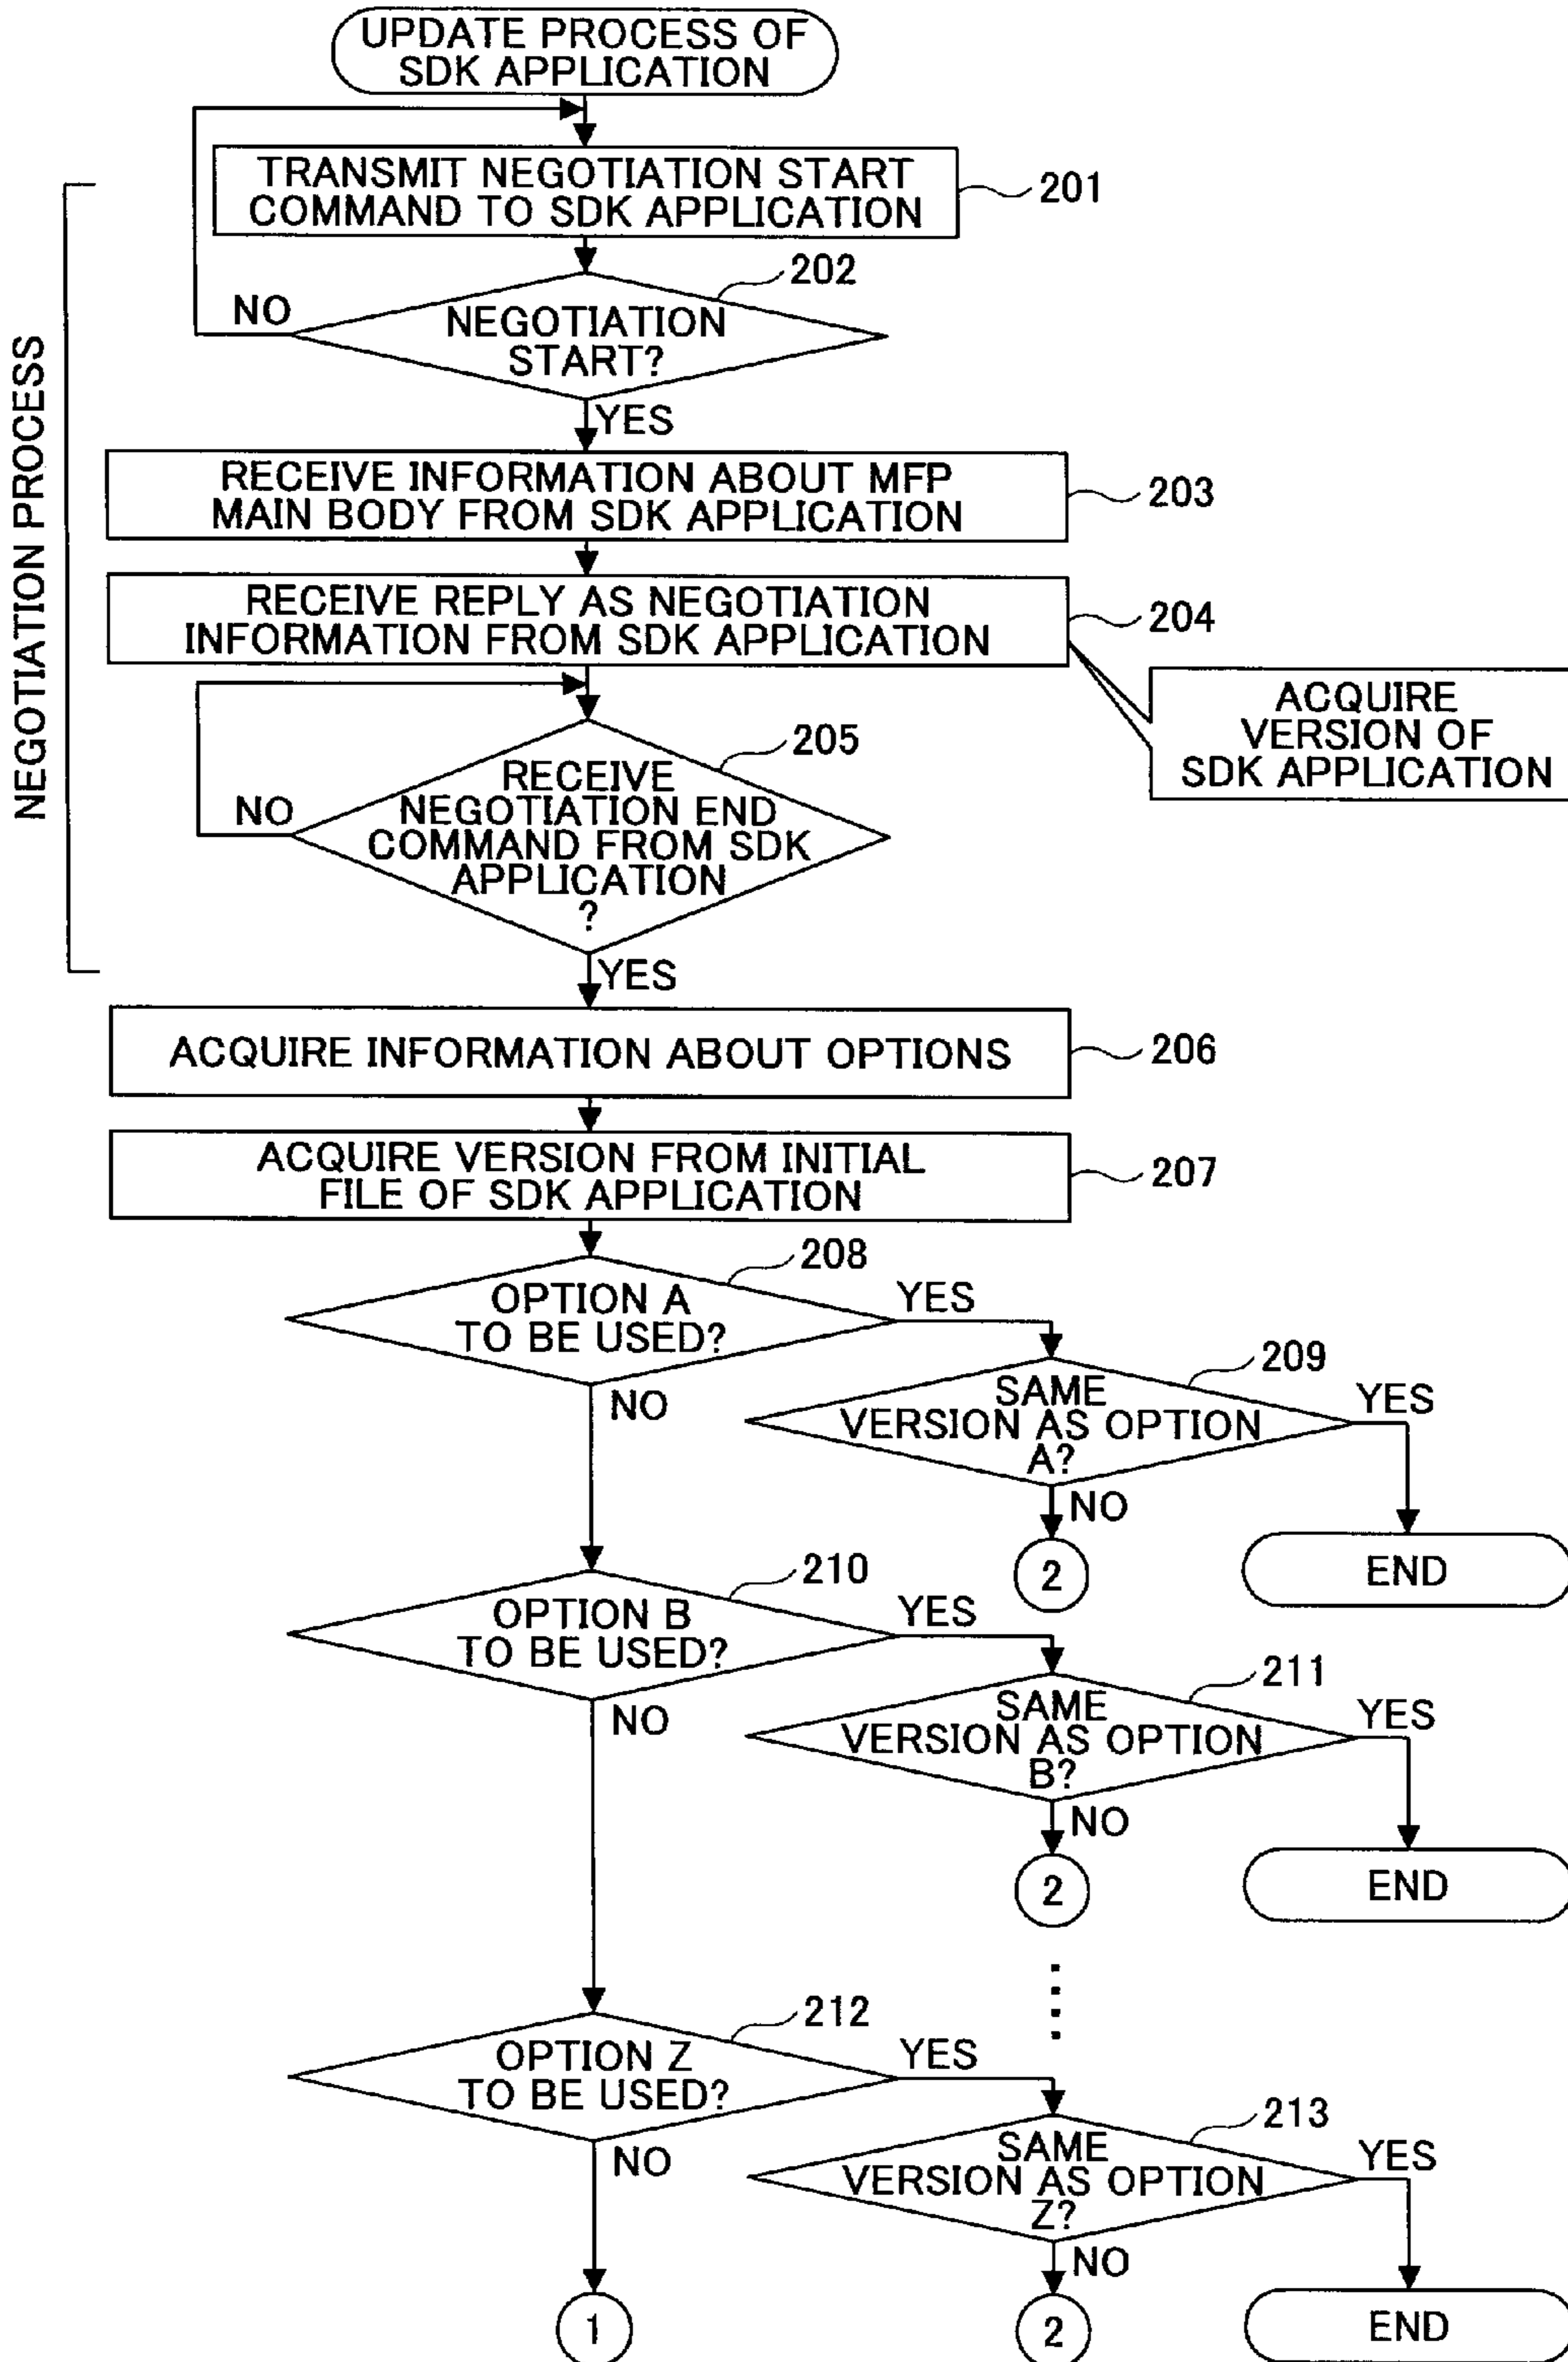 UPDATE PROCESS OF
SDK APPLICATION
TRANSMIT NEGOTIATION START
COMMAND TO SDK APPLICATION
201
202
NO
NEGOTIATION
START?
YES
NEGOTIATION PROCESS
RECEIVE INFORMATION ABOUT MFP
MAIN BODY FROM SDK APPLICATION
203
RECEIVE REPLY AS NEGOTIATION
INFORMATION FROM SDK APPLICATION
204
ACQUIRE
VERSION OF
SDK APPLICATION
205
NO
RECEIVE
NEGOTIATION END
COMMAND FROM SDK
APPLICATION
?
YES
ACQUIRE INFORMATION ABOUT OPTIONS
206
ACQUIRE VERSION FROM INITIAL
FILE OF SDK APPLICATION
207
208
OPTION A
TO BE USED?
YES
NO
209
SAME
VERSION AS OPTION
A?
YES
NO
2
END
210
OPTION B
TO BE USED?
YES
NO
211
SAME
VERSION AS OPTION
B?
YES
NO
2
END
212
OPTION Z
TO BE USED?
YES
NO
213
SAME
VERSION AS OPTION
Z?
YES
NO
1
2
END